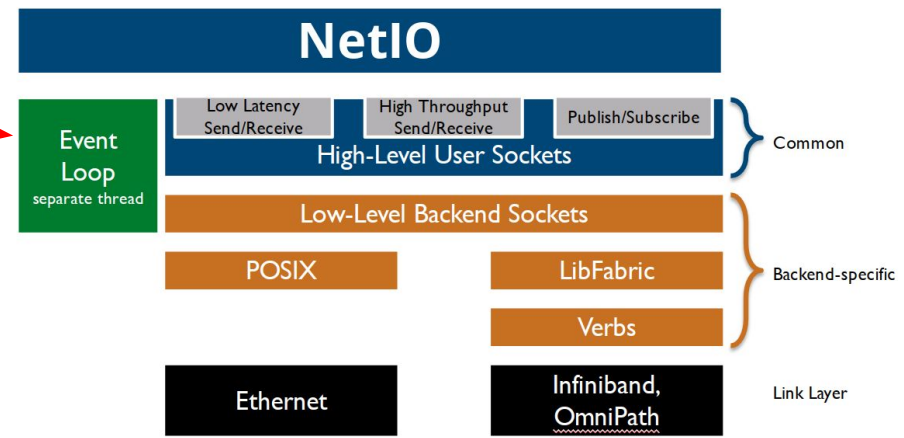 NetIO
Event
Loop
separate thread
Low Latency
Send/Receive
High Throughput
Send/Receive
Publish/Subscribe
High-Level User Sockets
Common
Low-Level Backend Sockets
POSIX
LibFabric
Backend-specific
Verbs
Ethernet
Infiniband,
OmniPath
Link Layer